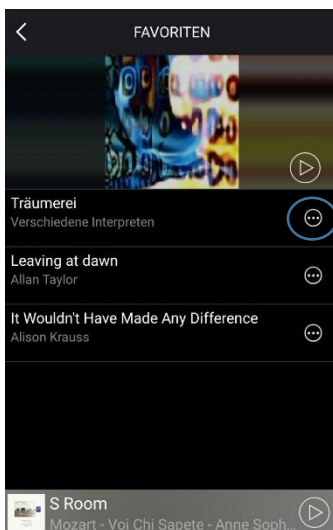 FAVORITEN
Träumerei
Verschiedene Interpreten
Leaving at dawn
Allan Taylor
It Wouldn't Have Made Any Difference
Alison Krauss
S Room
Mozart - Voi Chi Sapete - Anne Soph...